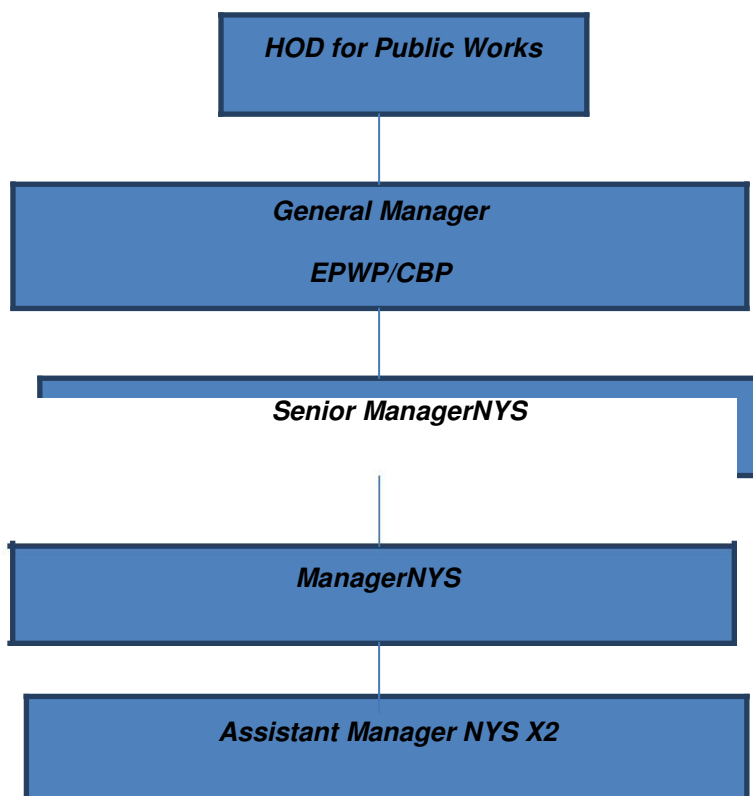 HOD for Public Works
General Manager
EPWP/CBP
Senior ManagerNYS
ManagerNYS
Assistant Manager NYS X2